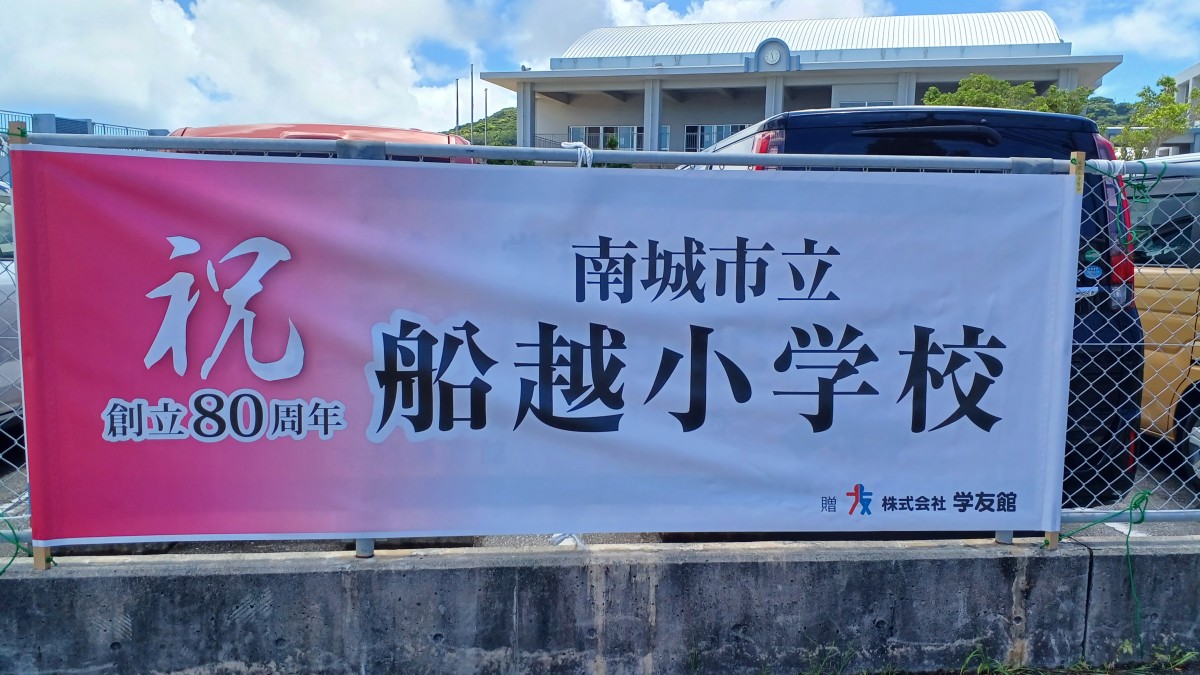 祝
創立80周年
南城市立
船越小学校
贈 株式会社 学友館